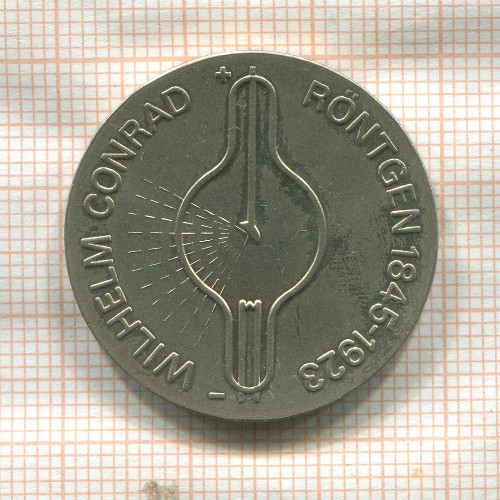 WILHELM CONRAD
RÖNTGEN 1845-1923
+
-